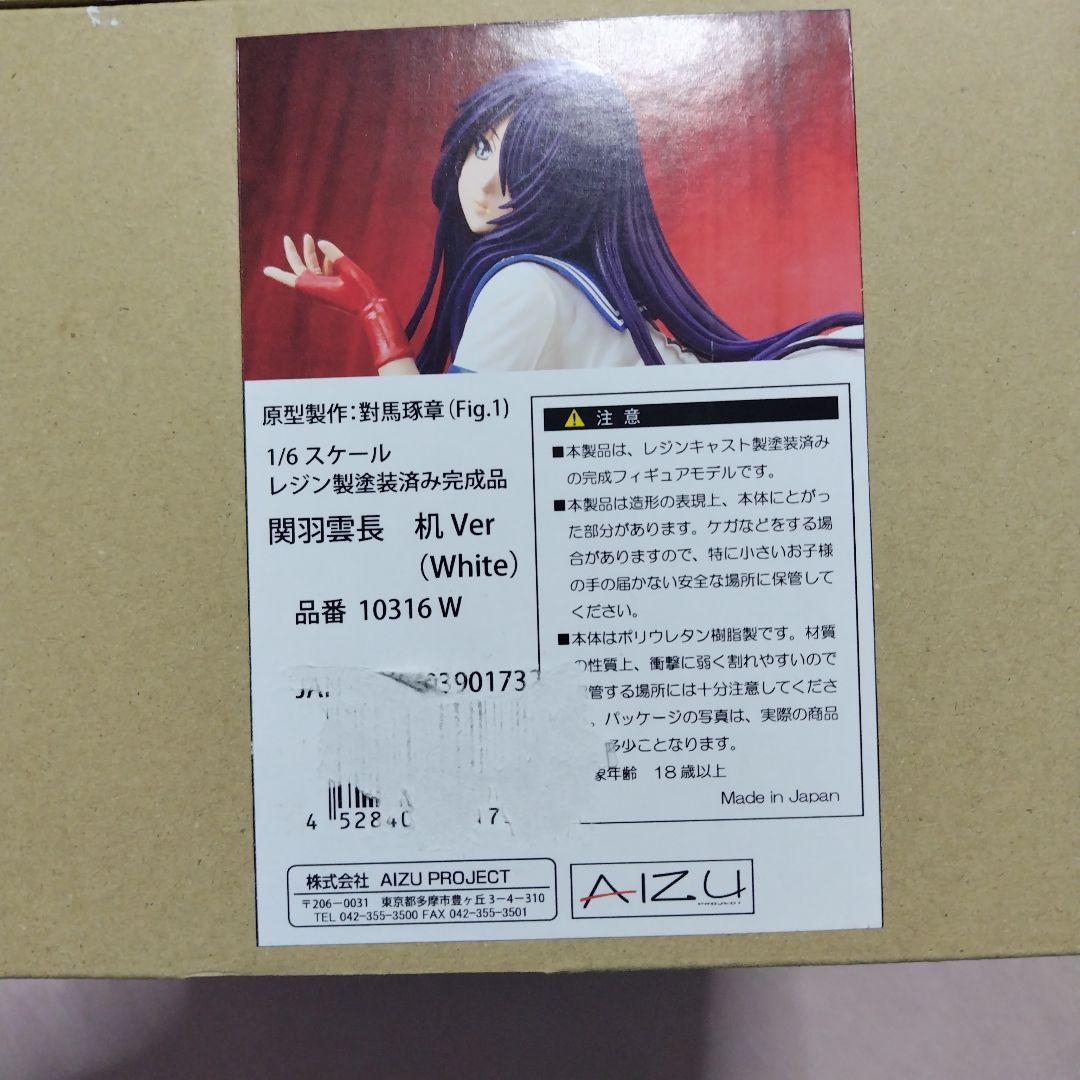 原型製作：對馬琢章（Fig.1）
1/6 スケール
レジン製塗装済み完成品
関羽雲長　机 Ver
（White）
品番 10316 W
390173
4 5284
⚠ 注 意
■本製品は、レジンキャスト製塗装済み
の完成フィギュアモデルです。
■本製品は造形の表現上、本体にとがっ
た部分があります。ケガなどをする場
合がありますので、特に小さいお子様
の手の届かない安全な場所に保管して
ください。
■本体はポリウレタン樹脂製です。材質
の性質上、衝撃に弱く割れやすいので
管する場所には十分注意してくださ
。パッケージの写真は、実際の商品
多少ことなります。
象年齢　18 歳以上
Made in Japan
株式会社 AIZU PROJECT
〒206－0031　東京都多摩市豊ヶ丘 3－4－310
TEL 042-355-3500 FAX 042-355-3501
AIZU
PROJECT